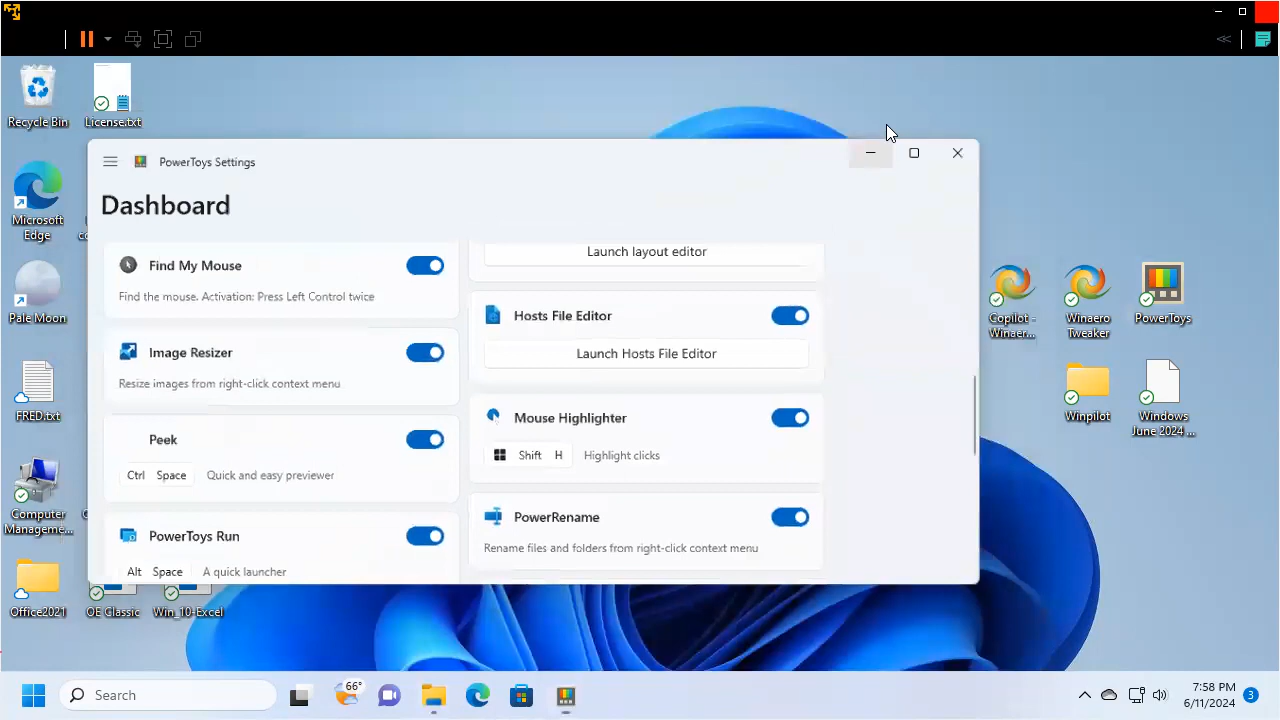 Recycle Bin
License.txt
Microsoft
Edge
Pale Moon
FRED.txt
Computer
Manageme...
Office2021
OE Classic
Win_10-Excel
PowerToys Settings
Dashboard
Find My Mouse
Find the mouse. Activation: Press Left Control twice
Image Resizer
Resize images from right-click context menu
Peek
Ctrl Space Quick and easy previewer
PowerToys Run
Alt Space A quick launcher
Launch layout editor
Hosts File Editor
Launch Hosts File Editor
Mouse Highlighter
Shift H Highlight clicks
PowerRename
Rename files and folders from right-click context menu
Copilot -
Winaer...
Winaero
Tweaker
PowerToys
Winpilot
Windows
June 2024 ...
Search
66°
7:58 PM
6/11/2024
3